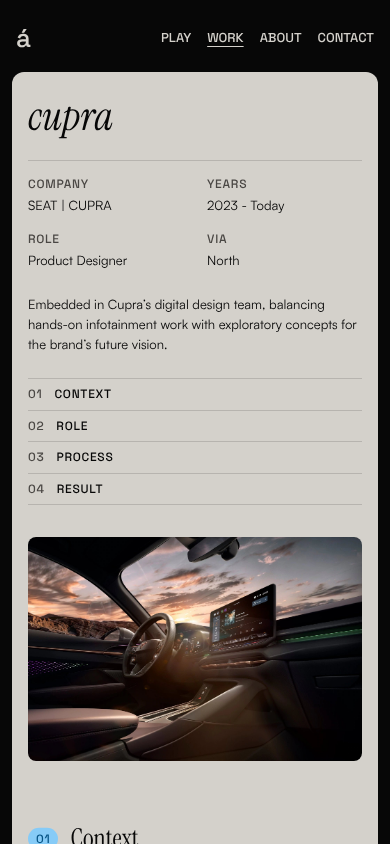 á
PLAY WORK ABOUT CONTACT
cupra
COMPANY YEARS
SEAT | CUPRA 2023 - Today
ROLE VIA
Product Designer North
Embedded in Cupra's digital design team, balancing
hands-on infotainment work with exploratory concepts for
the brand's future vision.
01 CONTEXT
02 ROLE
03 PROCESS
04 RESULT
01 Context